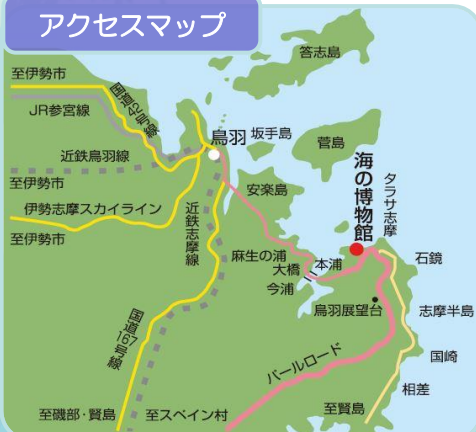 アクセスマップ
答志島
至伊勢市
国道42号線
JR参宮線
鳥羽
坂手島
菅島
近鉄鳥羽線
海の博物館
タラサ志摩
至伊勢市
安楽島
伊勢志摩スカイライン
近鉄志摩線
至伊勢市
麻生の浦
大橋
本浦
石鏡
今浦
鳥羽展望台
志摩半島
国道167号線
パールロード
国崎
相差
至磯部・賢島
至スペイン村
至賢島